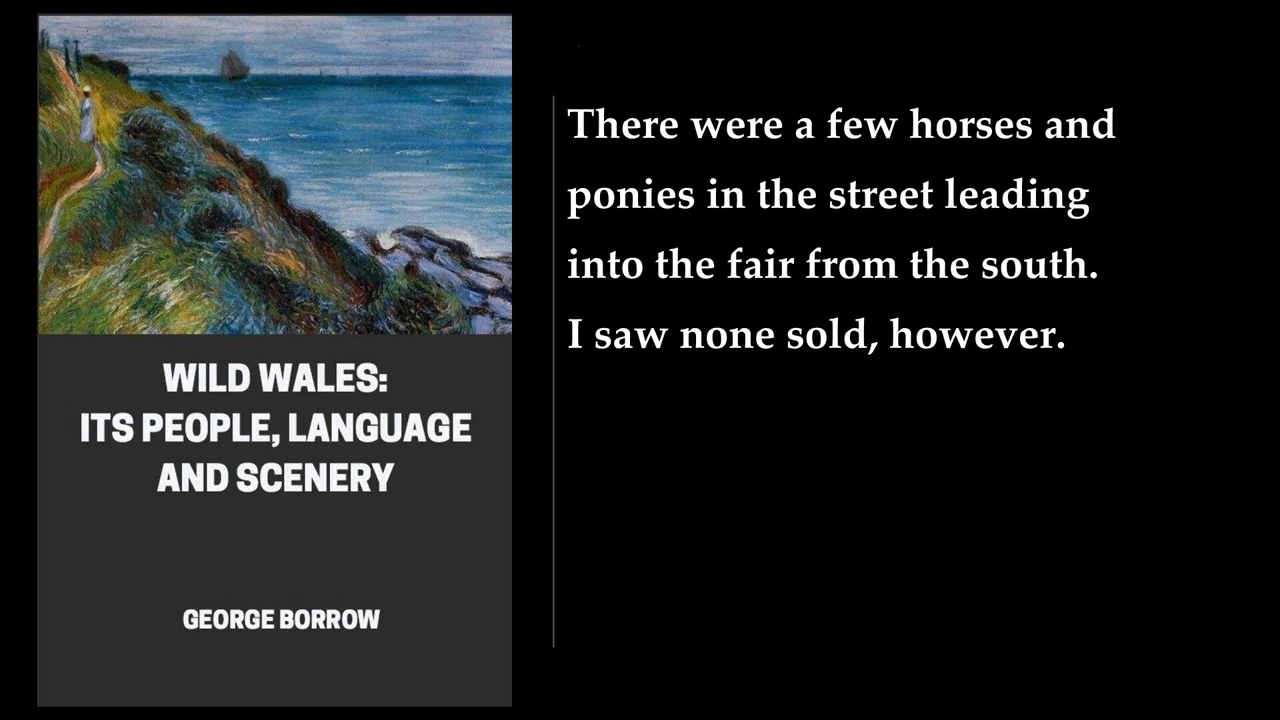 WILD WALES:
ITS PEOPLE, LANGUAGE
AND SCENERY
GEORGE BORROW
There were a few horses and
ponies in the street leading
into the fair from the south.
I saw none sold, however.